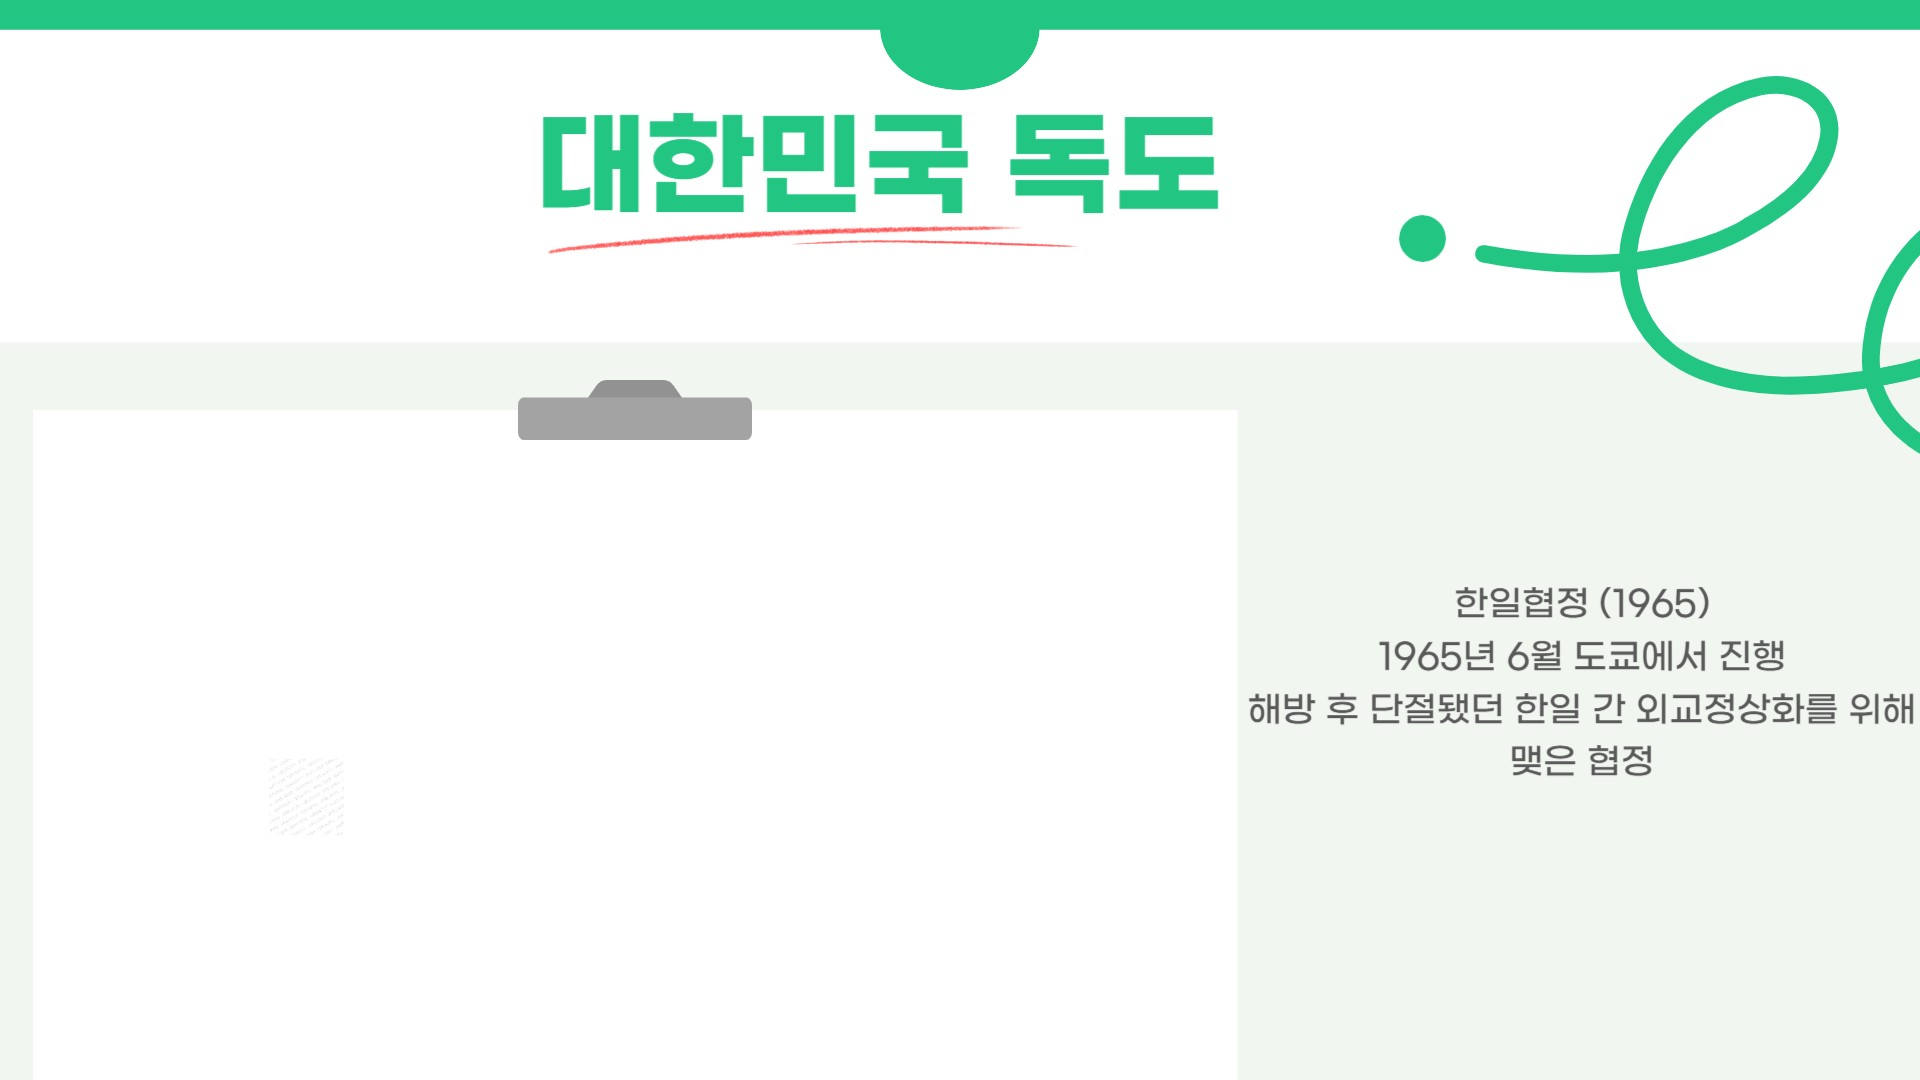 대한민국 독도
한일협정 (1965)
1965년 6월 도쿄에서 진행
해방 후 단절됐던 한일 간 외교정상화를 위해
맺은 협정